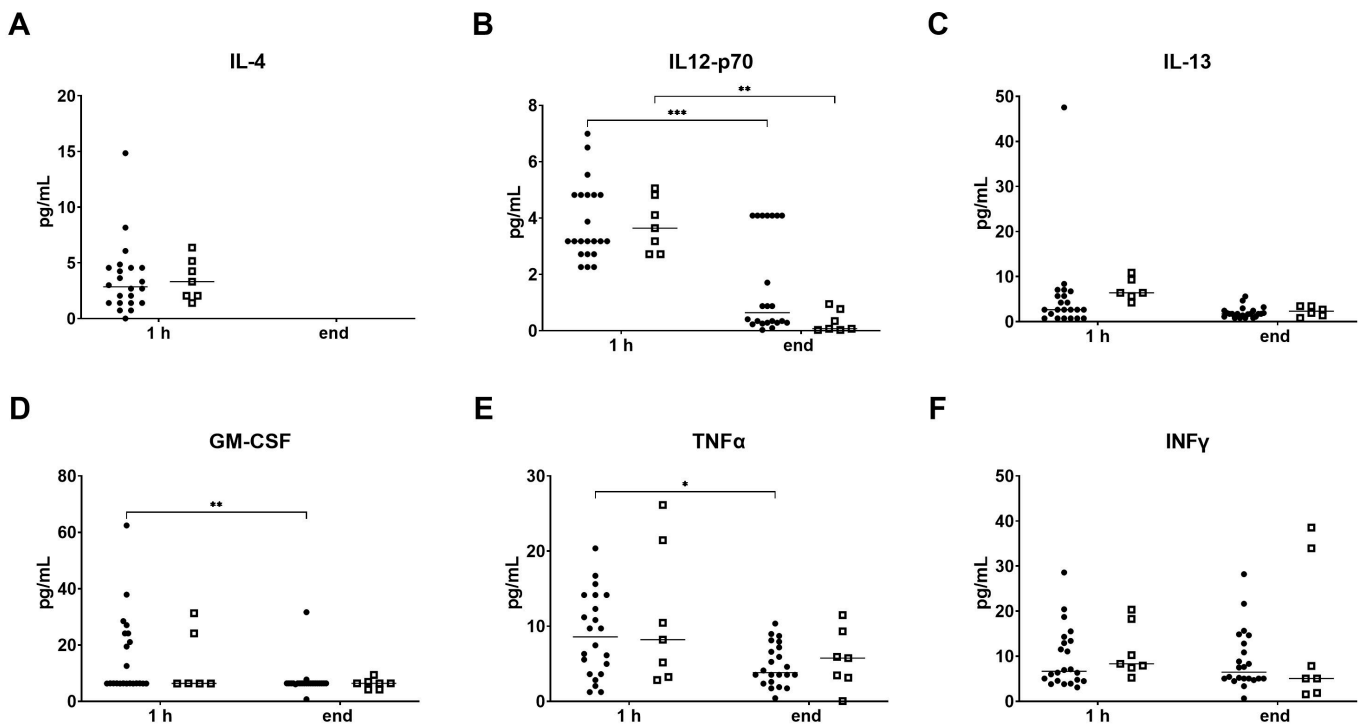 A
IL-4
pg/mL
20
15
10
5
0
1 h
end
B
IL12-p70
pg/mL
8
6
4
2
0
**
***
1 h
end
C
IL-13
pg/mL
50
40
30
20
10
0
1 h
end
D
GM-CSF
pg/mL
80
60
40
20
0
**
1 h
end
E
TNFα
pg/mL
30
20
10
0
*
1 h
end
F
INFγ
pg/mL
50
40
30
20
10
0
1 h
end